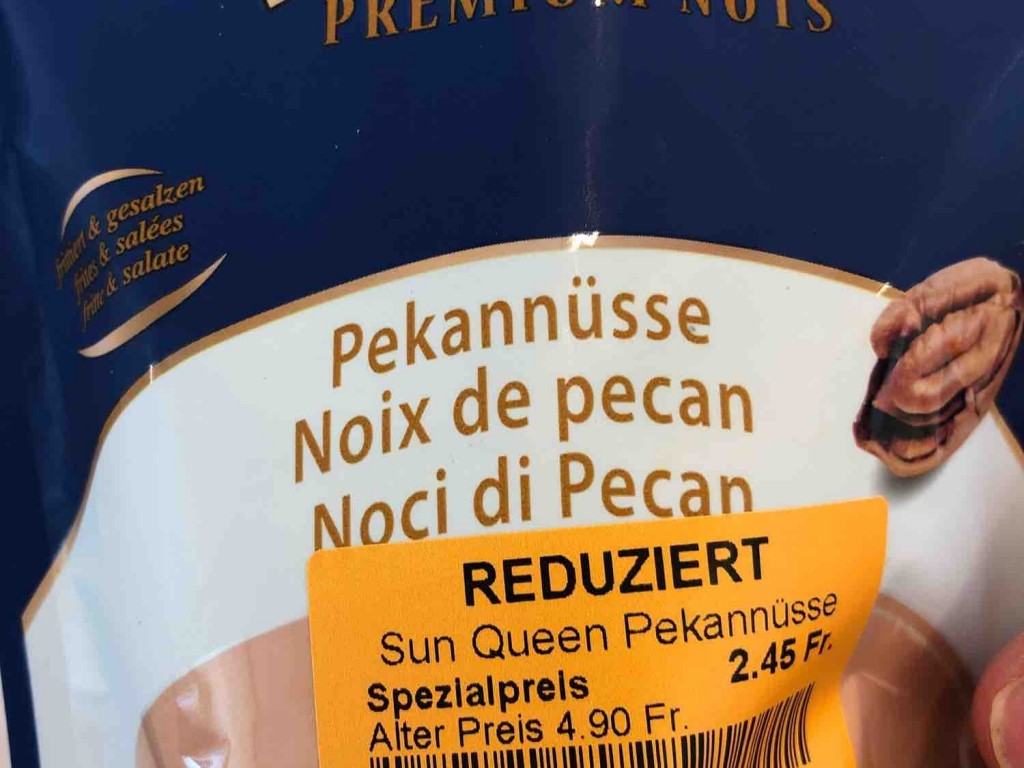 PREMIUM NUTS
frittiert & gesalzen
frites & salées
fritte & salate
Pekannüsse
Noix de pecan
Noci di Pecan
REDUZIERT
Sun Queen Pekannüsse
Spezialpreis 2.45 Fr.
Alter Preis 4.90 Fr.